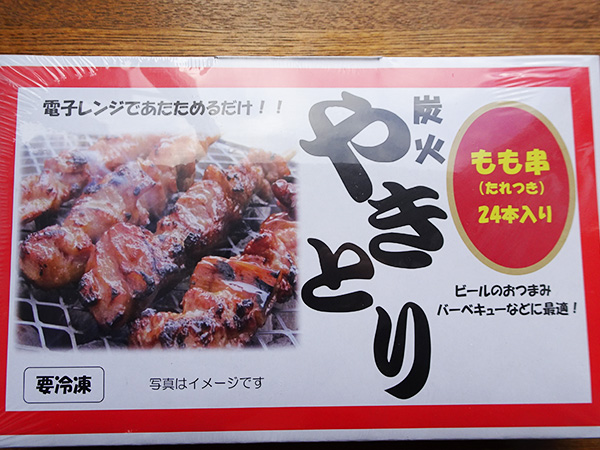 電子レンジであたためるだけ！！
炭火
やきとり
もも串
（たれつき）
24本入り
ビールのおつまみ
バーベキューなどに最適！
要冷凍
写真はイメージです